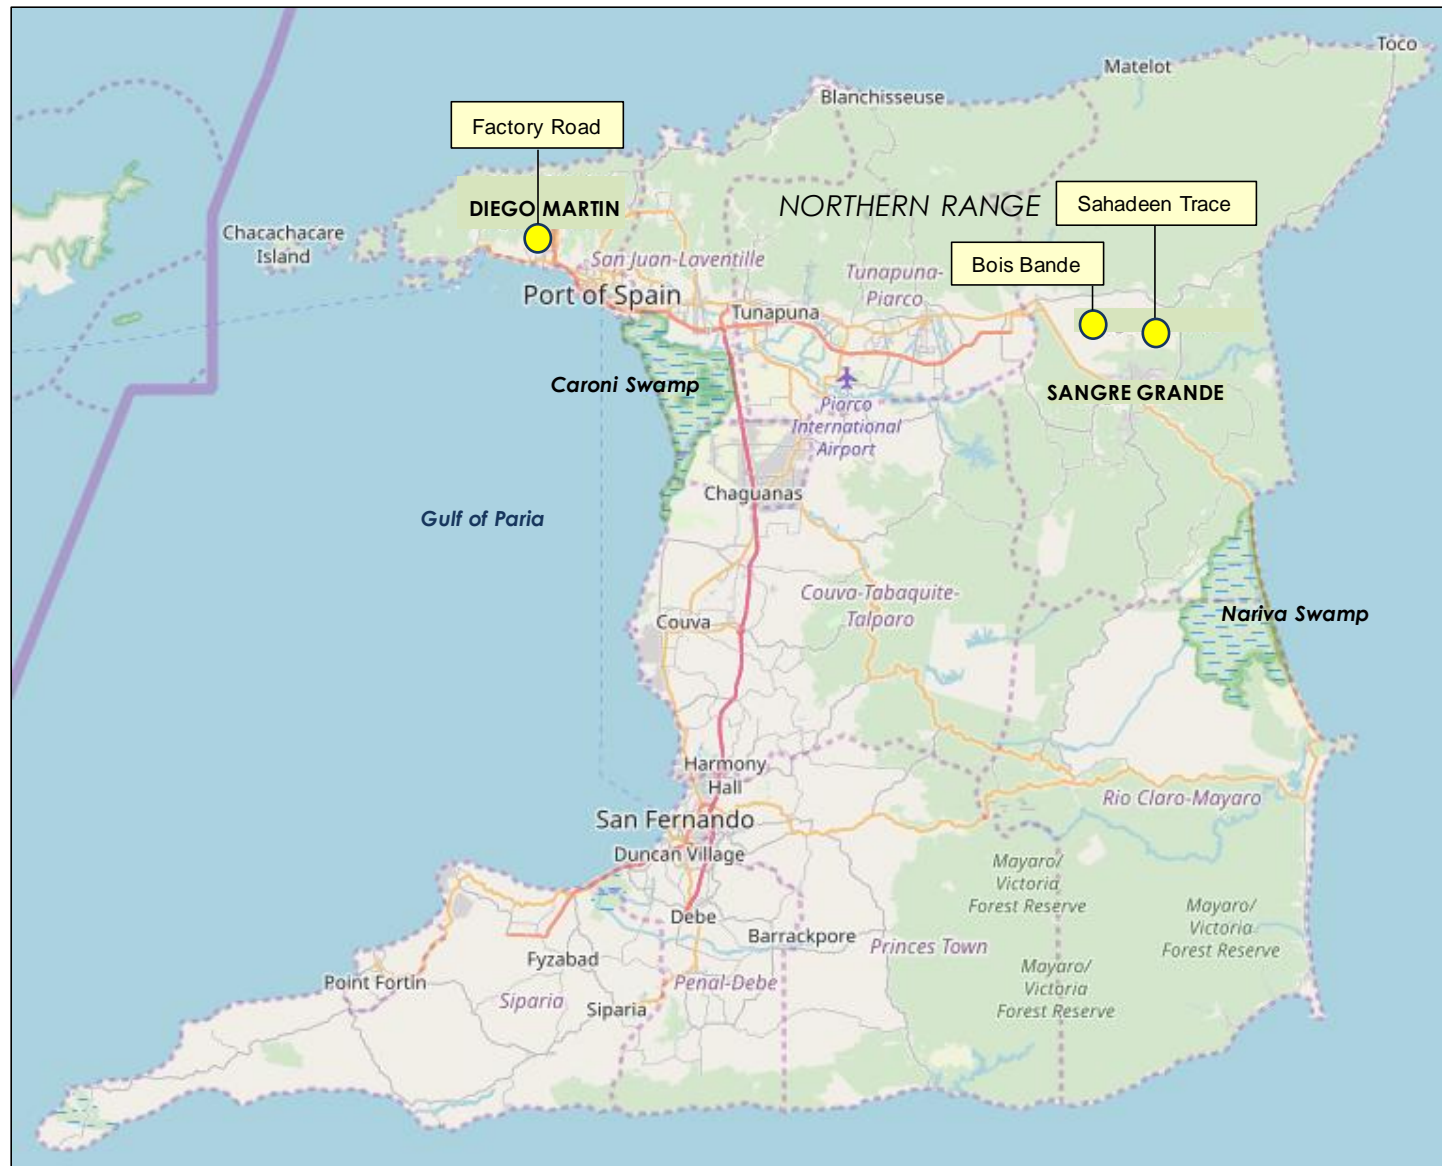 Toco
Matelot
Blanchisseuse
Factory Road
DIEGO MARTIN
NORTHERN RANGE
Sahadeen Trace
Chacachacare
Island
San Juan-Laventille
Bois Bande
Tunapuna-
Piarco
Port of Spain
Tunapuna
Caroni Swamp
SANGRE GRANDE
Piarco
International
Airport
Chaguanas
Gulf of Paria
Couva-Tabaquite-
Talparo
Nariva Swamp
Couva
Harmony
Hall
Rio Claro-Mayaro
San Fernando
Duncan Village
Mayaro/
Victoria
Forest Reserve
Mayaro/
Victoria
Forest Reserve
Debe
Barrackpore
Princes Town
Fyzabad
Mayaro/
Victoria
Forest Reserve
Point Fortin
Penal-Debe
Siparia
Siparia